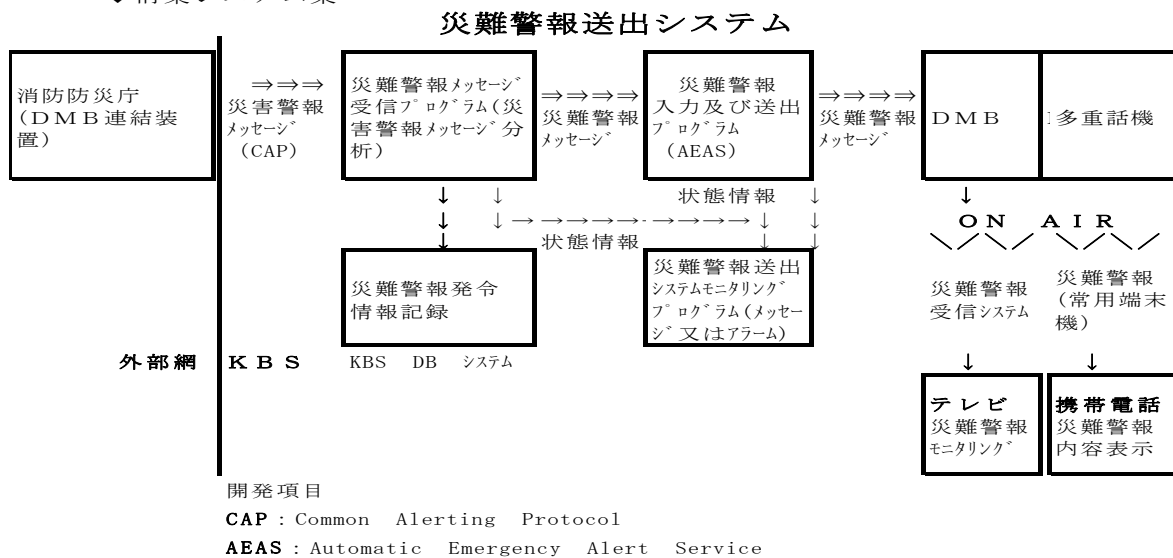 災難警報送出システム
消防防災庁
(DMB連結装
置)
⇒⇒⇒
災害警報
メッセージ
(CAP)
災難警報メッセージ
受信プログラム(災
害警報メッセージ分
析)
⇒⇒⇒⇒
災難警報
メッセージ
災難警報
入力及び送出
プログラム
(AEAS)
⇒⇒⇒⇒
災難警報
メッセージ
DMB
多重話機
↓ ↓ 状態情報 ↓ ↓
↓ ↓→→→→→→→→→→ ↓ ↓
ON AIR
↓ 状態情報 ↓ ↓
災難警報発令
情報記録
災難警報送出
システムモニタリング
プログラム(メッセー
ジ又はアラーム)
災難警報
受信システム
災難警報
(常用端末
機)
外部網 KBS KBS DB システム
↓ ↓
テレビ
災難警報
モニタリング
携帯電話
災難警報
内容表示
開発項目
CAP : Common Alerting Protocol
AEAS : Automatic Emergency Alert Service